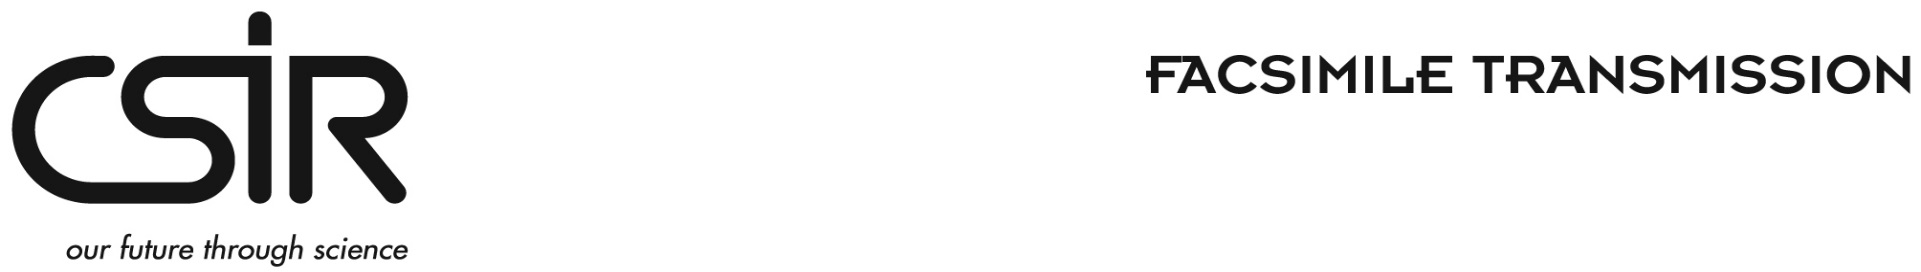 CSIR
our future through science
FACSIMILE TRANSMISSION